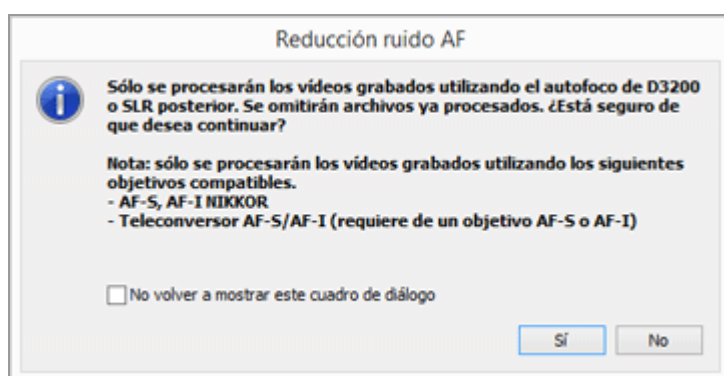 Reducción ruido AF
Sólo se procesarán los vídeos grabados utilizando el autofoco de D3200
o SLR posterior. Se omitirán archivos ya procesados. ¿Está seguro de
que desea continuar?
Nota: sólo se procesarán los vídeos grabados utilizando los siguientes
objetivos compatibles.
- AF-S, AF-I NIKKOR
- Teleconversor AF-S/AF-I (requiere de un objetivo AF-S o AF-I)
No volver a mostrar este cuadro de diálogo
Sí No